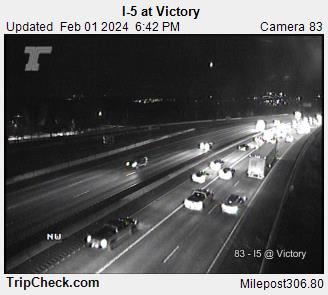 I-5 at Victory
Updated Feb 01 2024 6:42 PM Camera 83
T
NW
83 - I5 @ Victory
TripCheck.com Milepost306.80